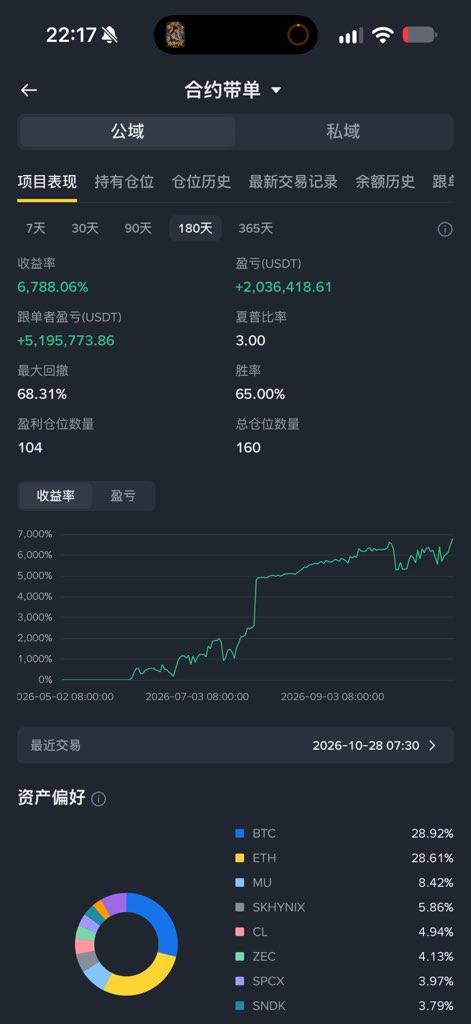 22:17
合约带单
公域 私域
项目表现 持有仓位 仓位历史 最新交易记录 余额历史 跟单
7天 30天 90天 180天 365天
收益率 盈亏(USDT)
6,788.06% +2,036,418.61
跟单者盈亏(USDT) 夏普比率
+5,195,773.86 3.00
最大回撤 胜率
68.31% 65.00%
盈利仓位数量 总仓位数量
104 160
收益率 盈亏
7,000%
6,000%
5,000%
4,000%
3,000%
2,000%
1,000%
0%
026-05-02 08:00:00 2026-07-03 08:00:00 2026-09-03 08:00:00
最近交易 2026-10-28 07:30
资产偏好
BTC 28.92%
ETH 28.61%
MU 8.42%
SKHYNIX 5.86%
CL 4.94%
ZEC 4.13%
SPCX 3.97%
SNDK 3.79%